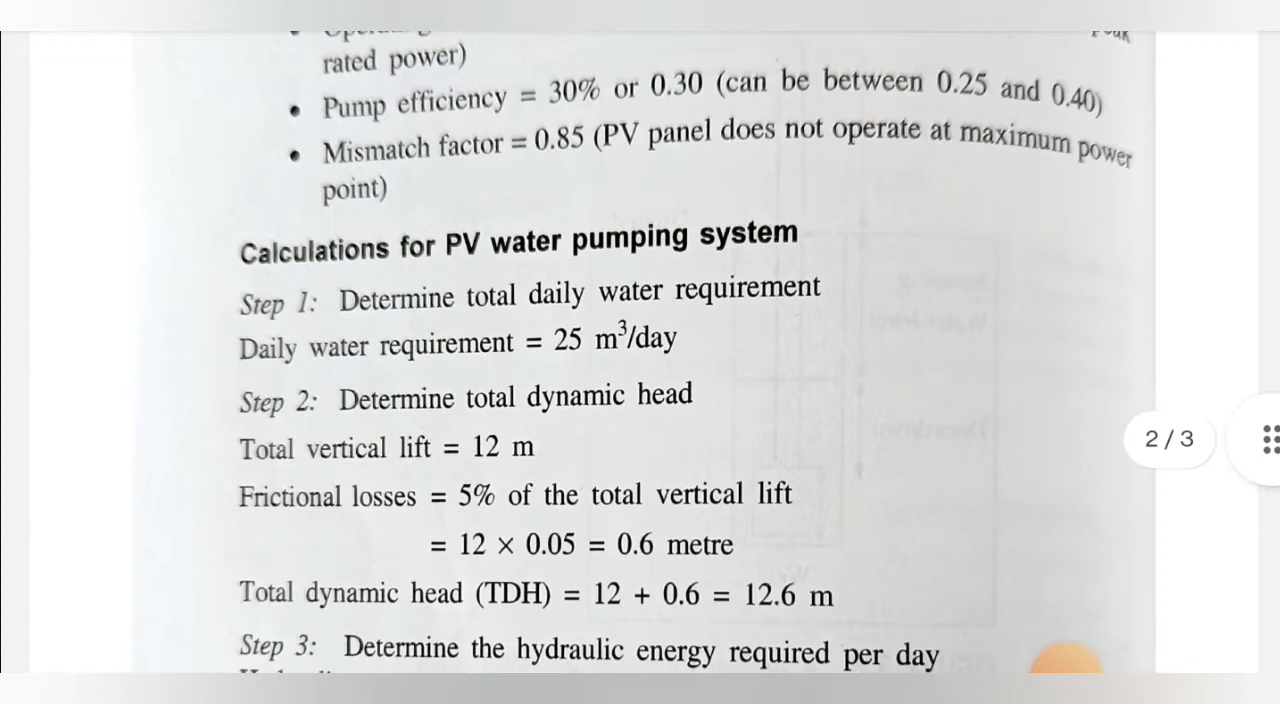 rated power)
• Pump efficiency = 30% or 0.30 (can be between 0.25 and 0.40)
• Mismatch factor = 0.85 (PV panel does not operate at maximum power
point)
Calculations for PV water pumping system
Step 1: Determine total daily water requirement
Daily water requirement = 25 m³/day
Step 2: Determine total dynamic head
Total vertical lift = 12 m
2 / 3
Frictional losses = 5% of the total vertical lift
= 12 × 0.05 = 0.6 metre
Total dynamic head (TDH) = 12 + 0.6 = 12.6 m
Step 3: Determine the hydraulic energy required per day